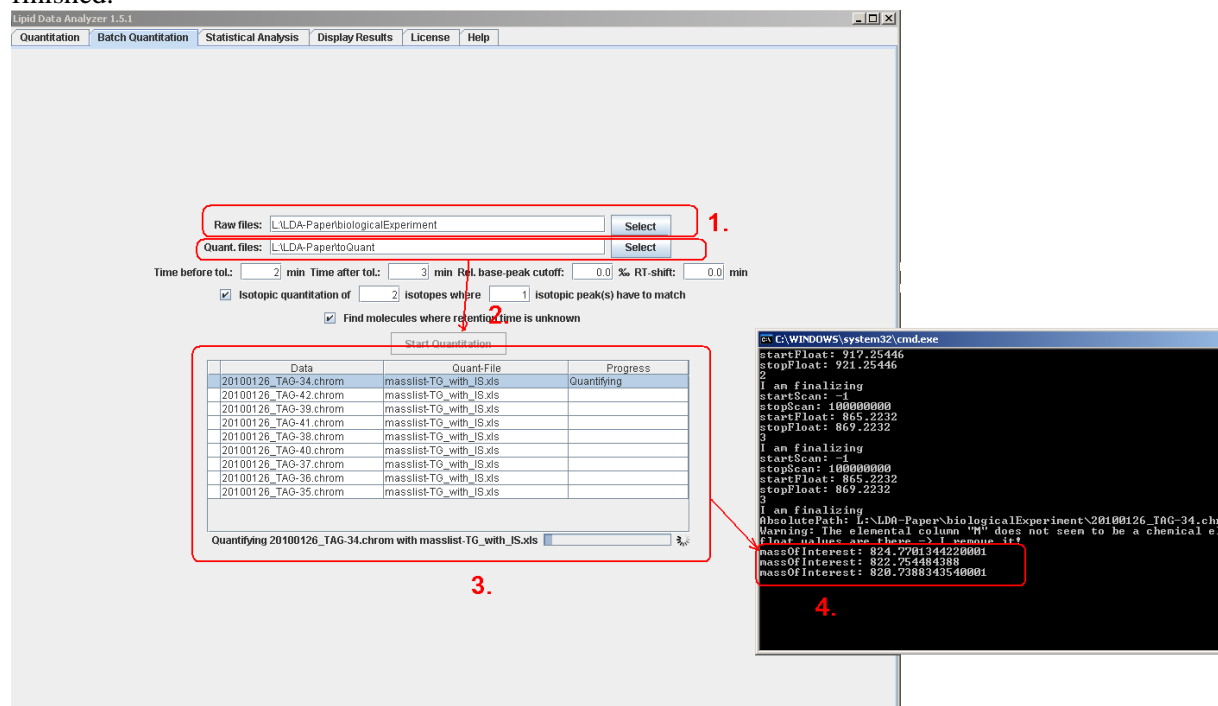 finished.
Lipid Data Analyzer 1.5.1
Quantitation Batch Quantitation Statistical Analysis Display Results License Help
Raw files: L:\LDA-Paper\biologicalExperiment Select 1.
Quant. files: L:\LDA-Paper\toQuant Select
Time before tol.: 2 min Time after tol.: 3 min Rel. base-peak cutoff: 0.0 ‰ RT-shift: 0.0 min
Isotopic quantitation of 2 isotopes where 1 isotopic peak(s) have to match
Find molecules where retention time is unknown
2.
Start Quantitation
Data Quant-File Progress
20100126_TAG-34.chrom masslist-TG_with_IS.xls Quantifying
20100126_TAG-42.chrom masslist-TG_with_IS.xls
20100126_TAG-39.chrom masslist-TG_with_IS.xls
20100126_TAG-41.chrom masslist-TG_with_IS.xls
20100126_TAG-38.chrom masslist-TG_with_IS.xls
20100126_TAG-40.chrom masslist-TG_with_IS.xls
20100126_TAG-37.chrom masslist-TG_with_IS.xls
20100126_TAG-36.chrom masslist-TG_with_IS.xls
20100126_TAG-35.chrom masslist-TG_with_IS.xls
Quantifying 20100126_TAG-34.chrom with masslist-TG_with_IS.xls
3.
C:\WINDOWS\system32\cmd.exe
startFloat: 917.25446
stopFloat: 921.25446
2
I am finalizing
startScan: -1
stopScan: 100000000
startFloat: 865.2232
stopFloat: 869.2232
3
I am finalizing
startScan: -1
stopScan: 100000000
startFloat: 865.2232
stopFloat: 869.2232
3
I am finalizing
AbsolutePath: L:\LDA-Paper\biologicalExperiment\20100126_TAG-34.chr
Warning: The elemental column "M" does not seem to be a chemical el
float values are there -> I remove it!
massOfInterest: 824.7701344220001
massOfInterest: 822.754484388
massOfInterest: 820.7388343540001
4.